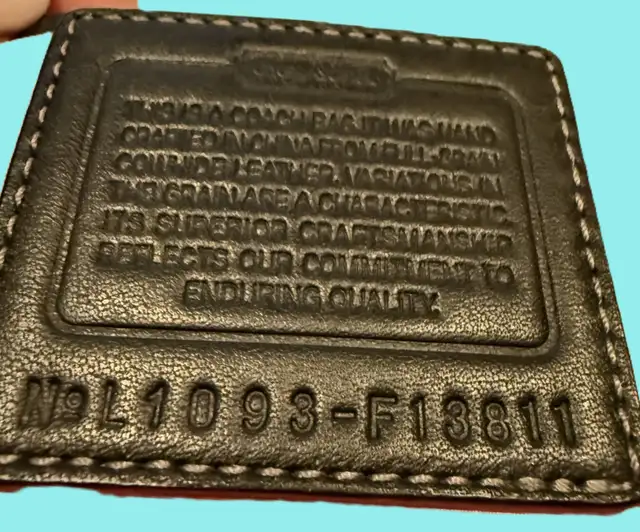 THIS IS A COACH BAG. IT WAS HAND
CRAFTED IN CHINA FROM FULL-GRAIN
COWHIDE LEATHER. VARIATIONS IN
THE GRAIN ARE A CHARACTERISTIC.
ITS SUPERIOR CRAFTSMANSHIP
REFLECTS OUR COMMITMENT TO
ENDURING QUALITY.
No L1093-F13811